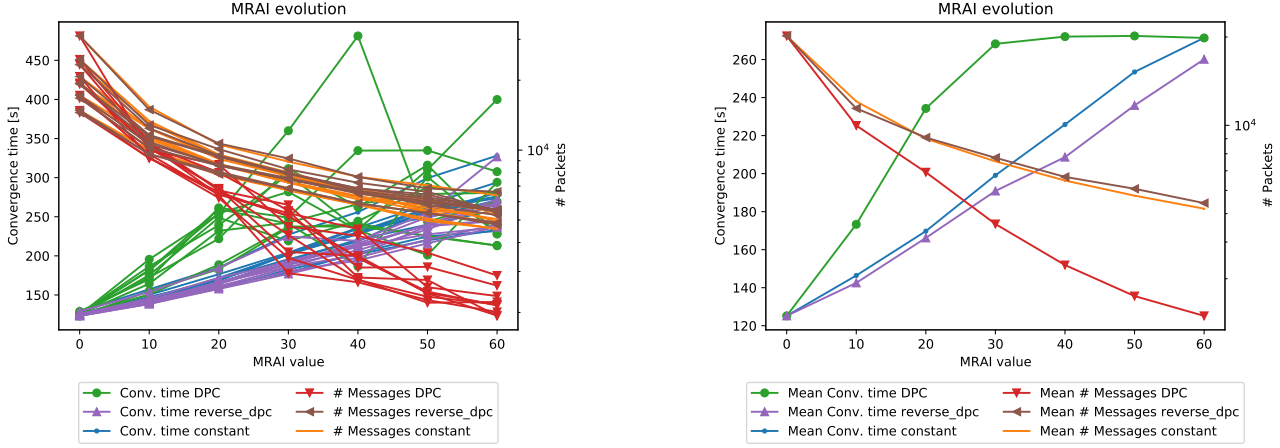 MRAI evolution
Convergence time [s]
450
400
350
300
250
200
150
10^4
# Packets
0 10 20 30 40 50 60
MRAI value
Conv. time DPC
Conv. time reverse_dpc
Conv. time constant
# Messages DPC
# Messages reverse_dpc
# Messages constant
MRAI evolution
Convergence time [s]
260
240
220
200
180
160
140
120
10^4
# Packets
0 10 20 30 40 50 60
MRAI value
Mean Conv. time DPC
Mean Conv. time reverse_dpc
Mean Conv. time constant
Mean # Messages DPC
Mean # Messages reverse_dpc
Mean # Messages constant